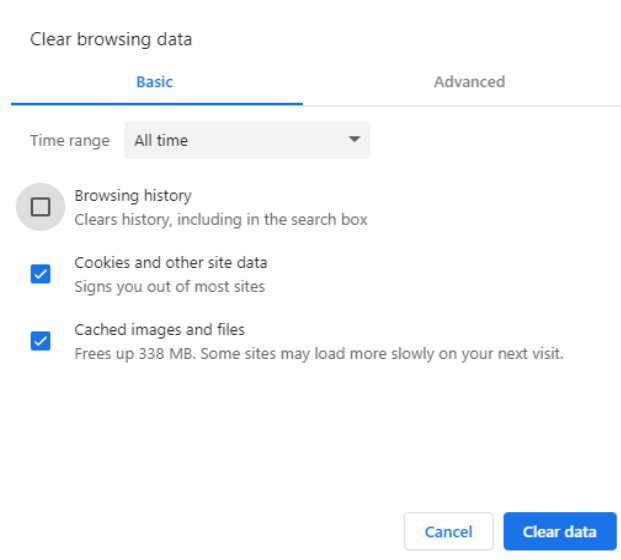 Clear browsing data
Basic
Advanced
Time range
All time
Browsing history
Clears history, including in the search box
Cookies and other site data
Signs you out of most sites
Cached images and files
Frees up 338 MB. Some sites may load more slowly on your next visit.
Cancel
Clear data